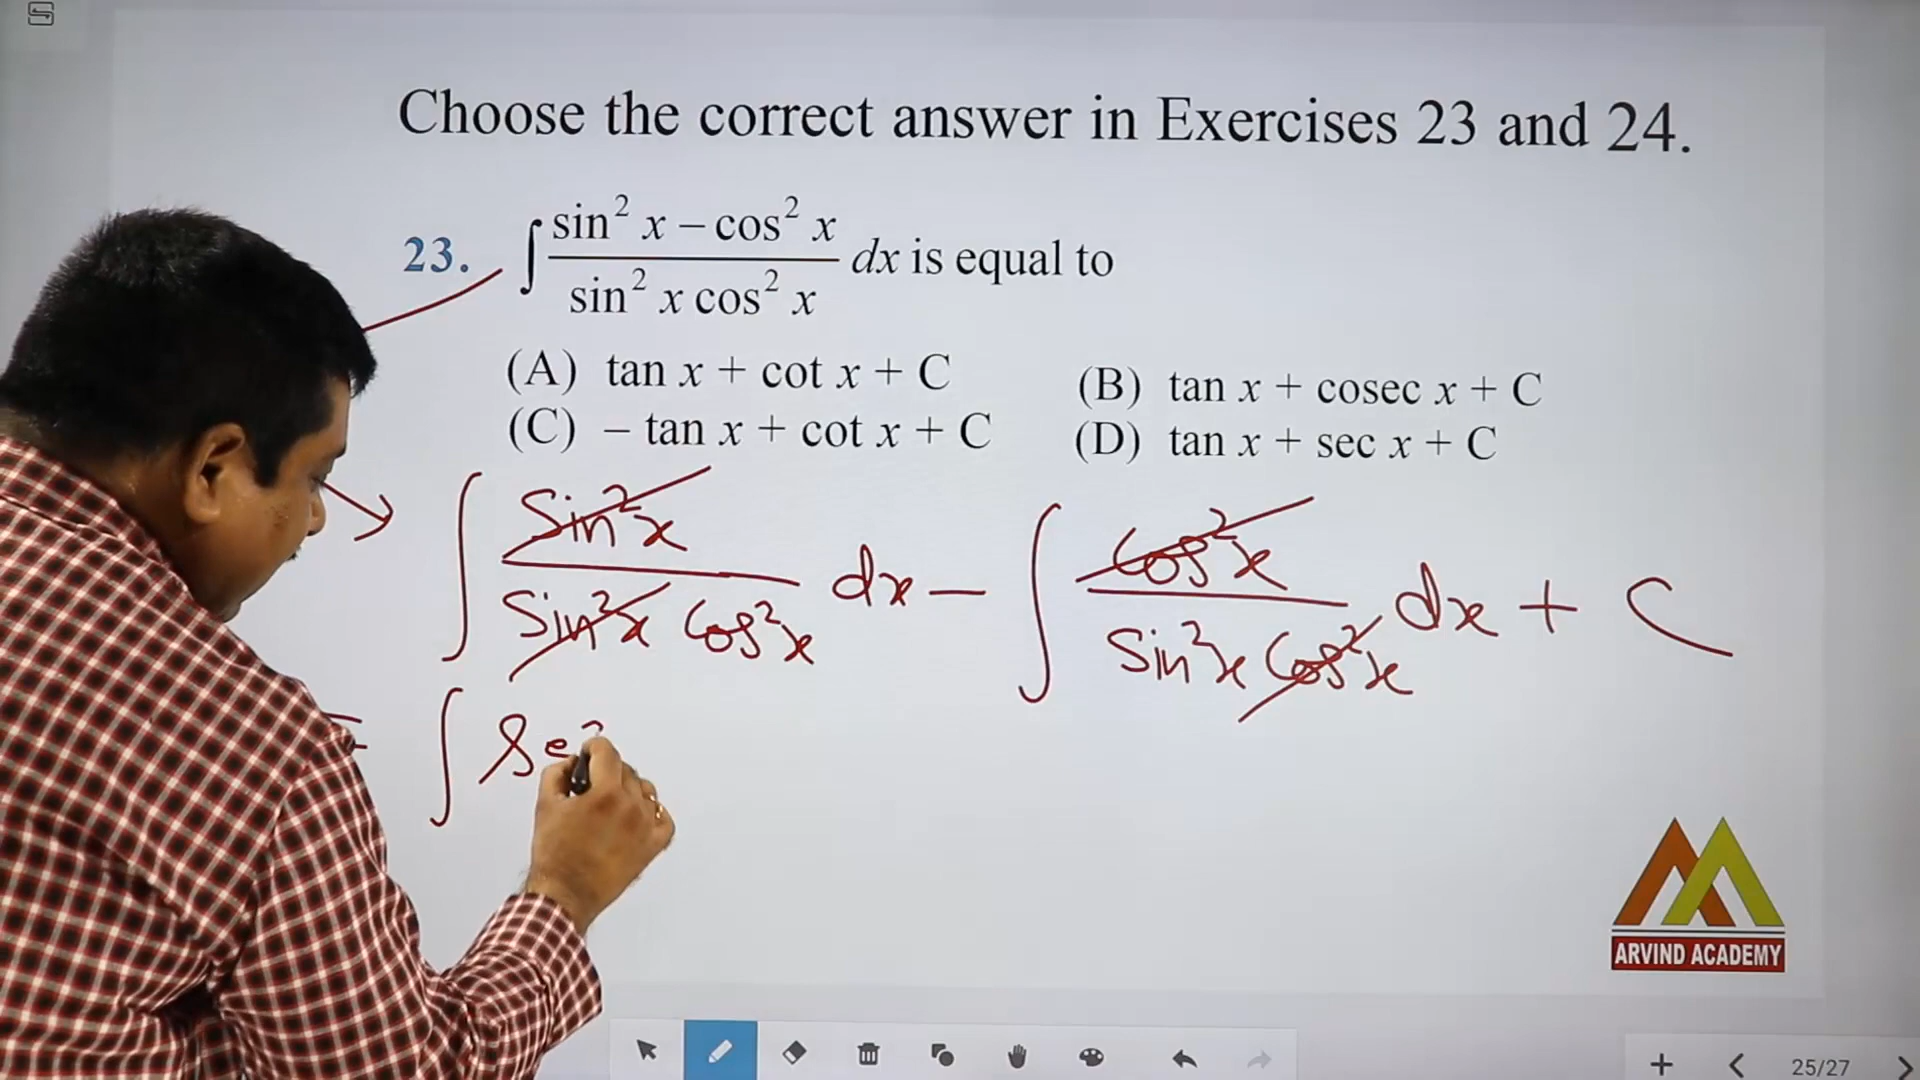 Choose the correct answer in Exercises 23 and 24.
23. ∫ (sin² x – cos² x)/(sin² x cos² x) dx is equal to
(A) tan x + cot x + C (B) tan x + cosec x + C
(C) – tan x + cot x + C (D) tan x + sec x + C
∫ Sin²x/(Sin²x Cos²x) dx – ∫ Cos²x/(Sin²x Cos²x) dx + C
= ∫ Se
ARVIND ACADEMY
25/27